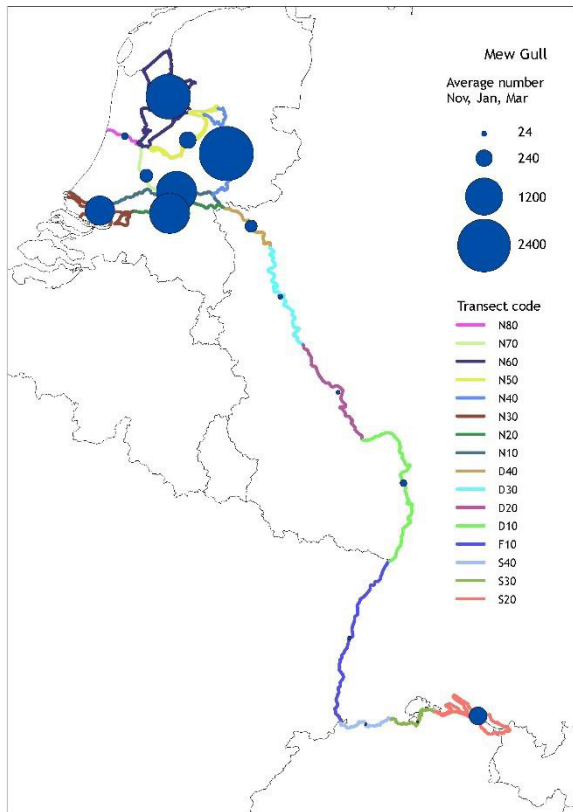 Mew Gull
Average number
Nov, Jan, Mar
24
240
1200
2400
Transect code
N80
N70
N60
N50
N40
N30
N20
N10
D40
D30
D20
D10
F10
S40
S30
S20